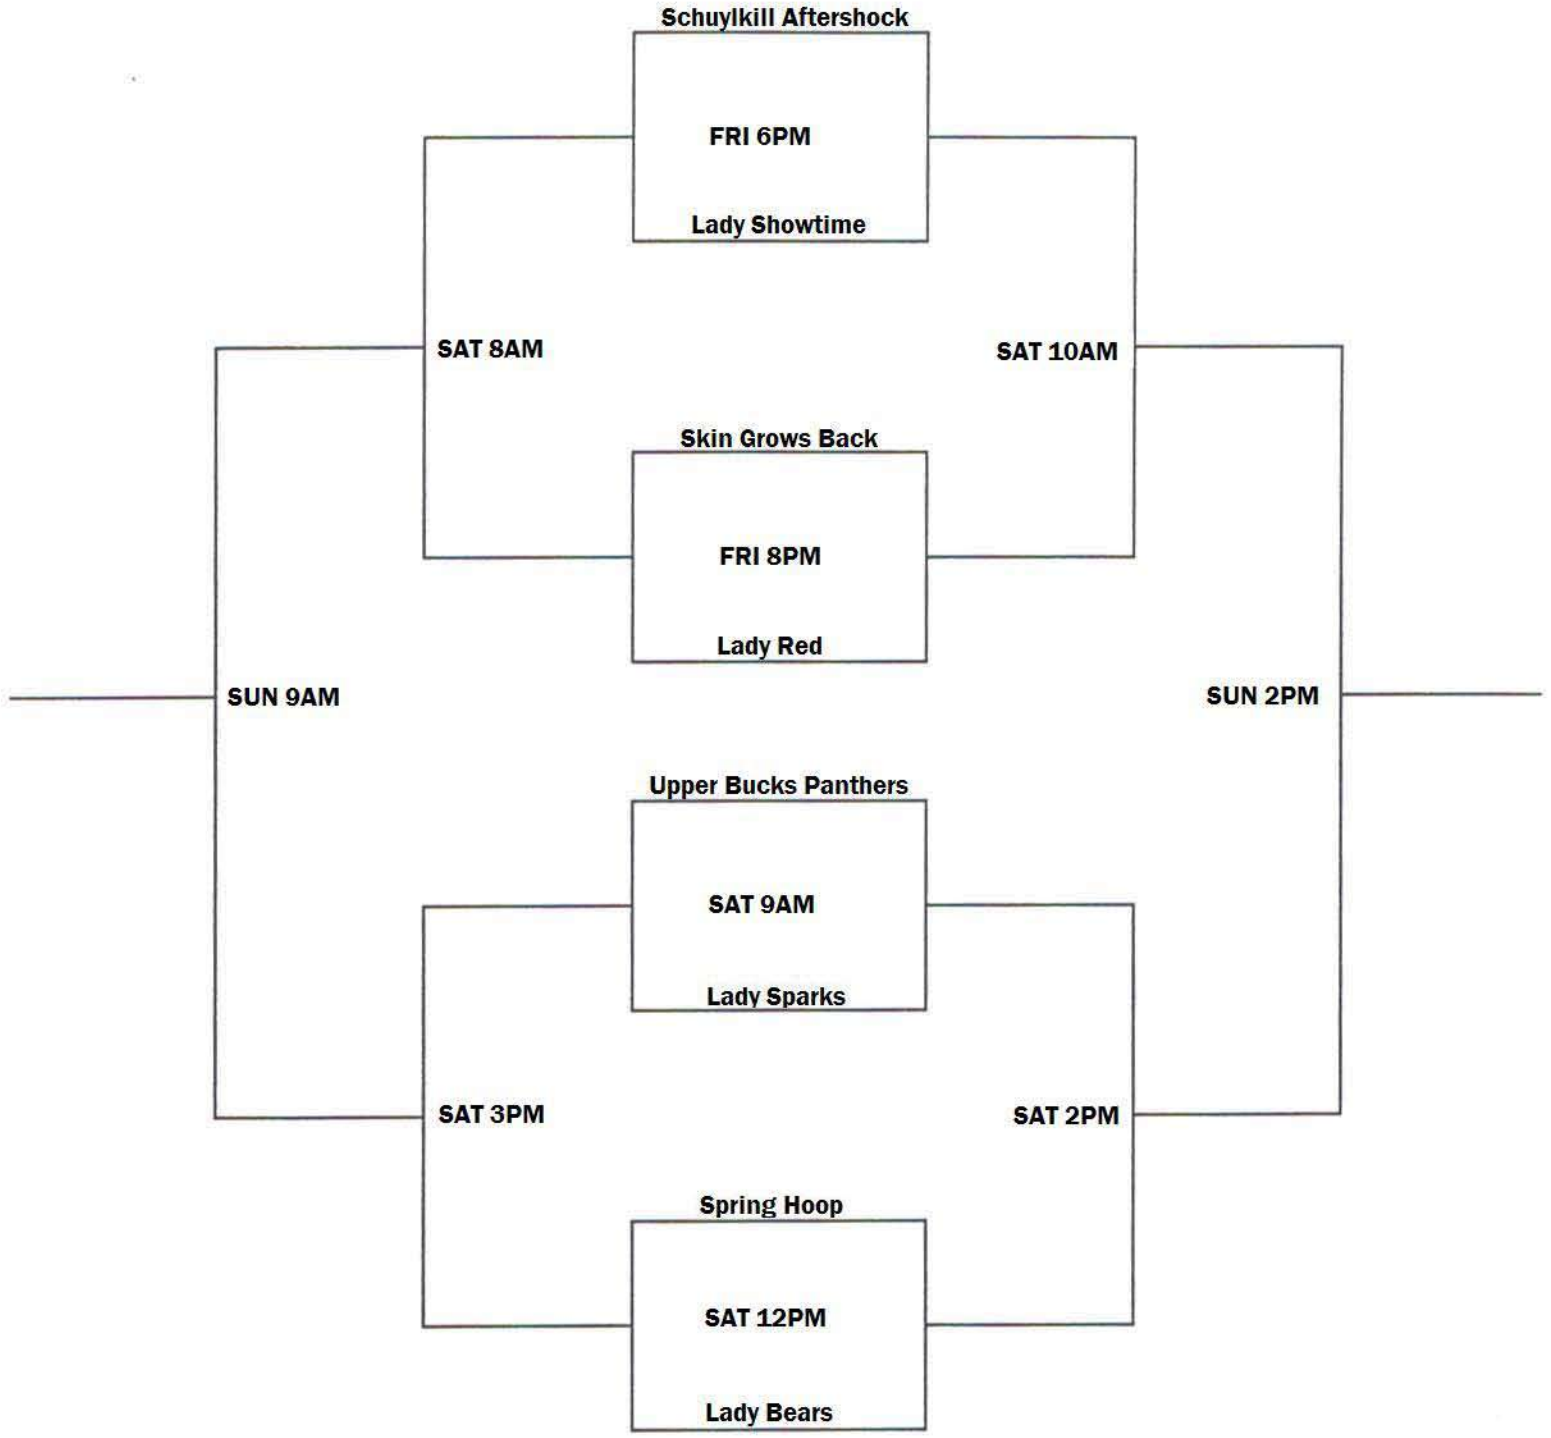 Schuylkill Aftershock
FRI 6PM
Lady Showtime
SAT 8AM
SAT 10AM
Skin Grows Back
FRI 8PM
Lady Red
SUN 9AM
SUN 2PM
Upper Bucks Panthers
SAT 9AM
Lady Sparks
SAT 3PM
SAT 2PM
Spring Hoop
SAT 12PM
Lady Bears